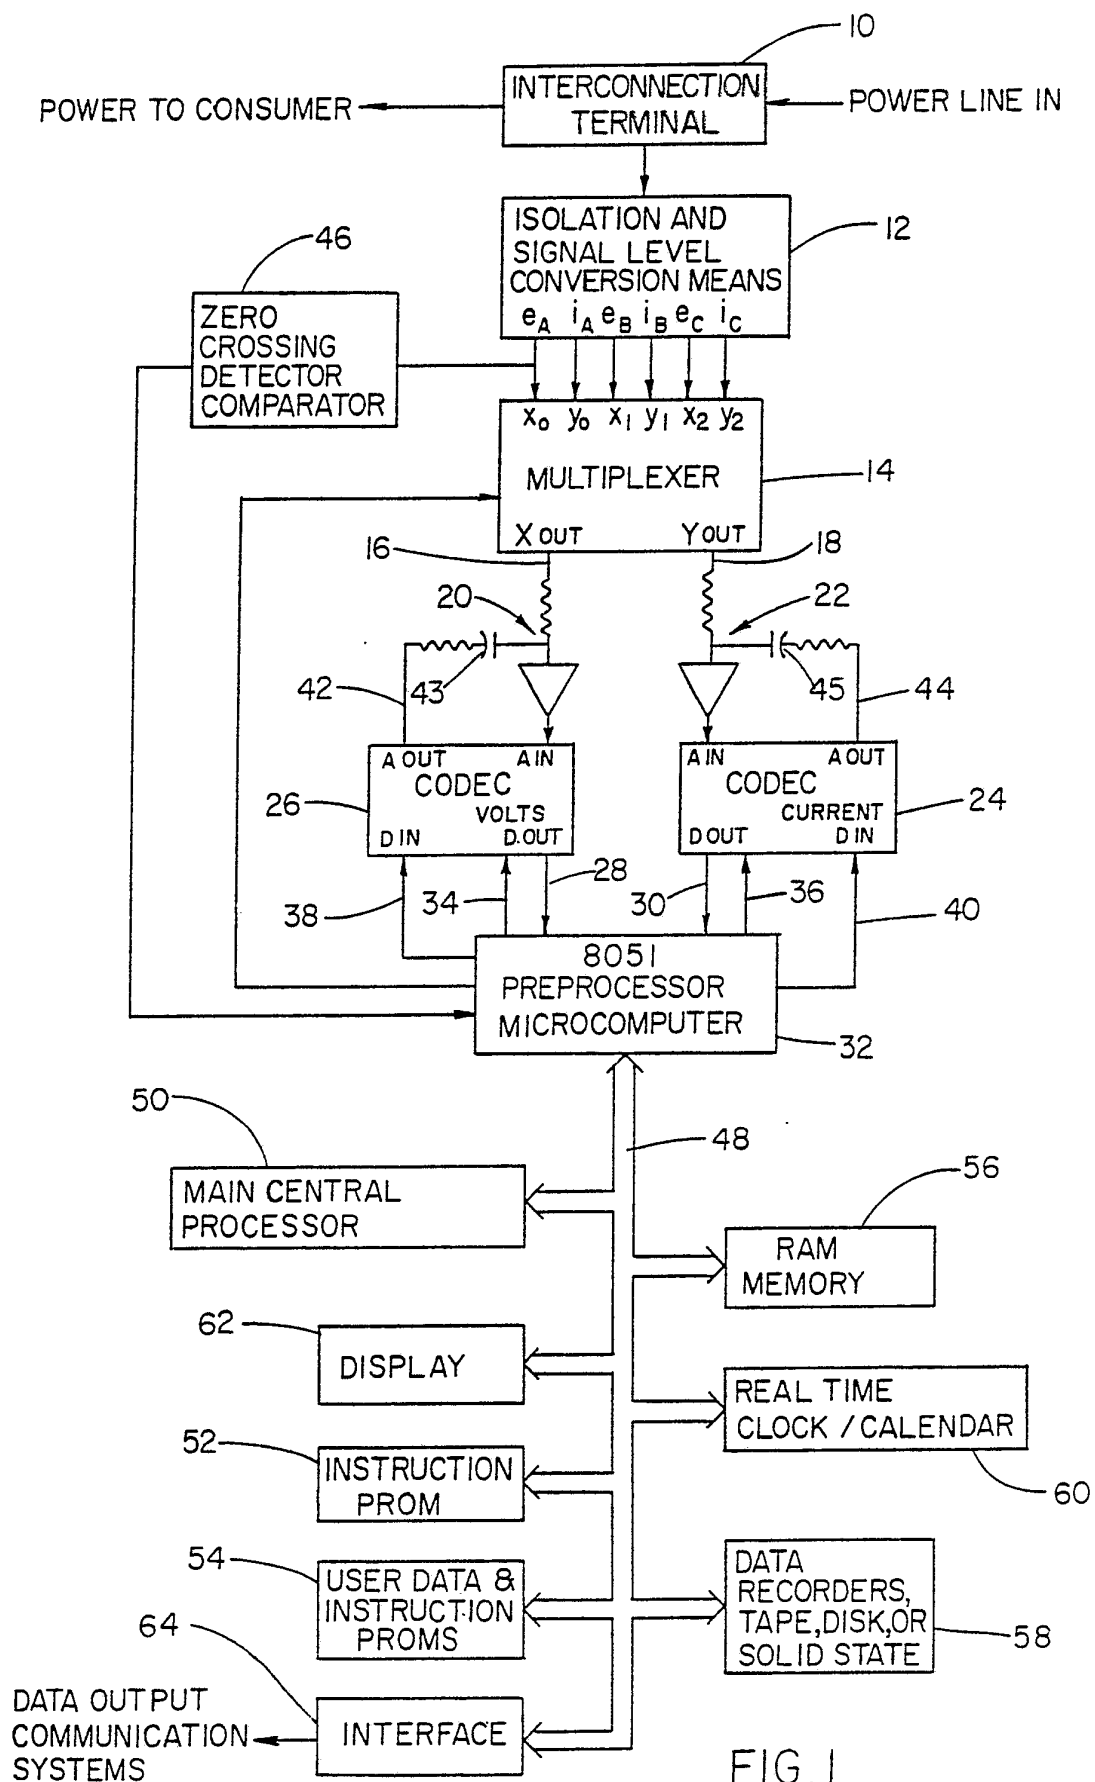 10
POWER TO CONSUMER
INTERCONNECTION
TERMINAL
POWER LINE IN
ISOLATION AND
SIGNAL LEVEL
CONVERSION MEANS
12
eA iA eB iB eC iC
46
ZERO
CROSSING
DETECTOR
COMPARATOR
x0 y0 x1 y1 x2 y2
MULTIPLEXER
14
X OUT Y OUT
16
18
20
22
42
43
45
44
A OUT A IN
CODEC
VOLTS
D IN D.OUT
26
A IN A OUT
CODEC
CURRENT
D OUT D IN
24
38
34
28
30
36
40
8051
PREPROCESSOR
MICROCOMPUTER
32
50
48
MAIN CENTRAL
PROCESSOR
56
RAM
MEMORY
62
DISPLAY
REAL TIME
CLOCK / CALENDAR
60
52
INSTRUCTION
PROM
54
USER DATA &
INSTRUCTION
PROMS
DATA
RECORDERS,
TAPE,DISK,OR
SOLID STATE
58
64
INTERFACE
DATA OUTPUT
COMMUNICATION
SYSTEMS
FIG. 1